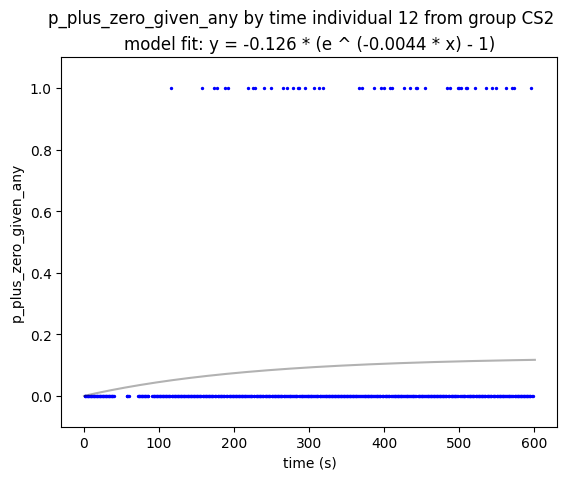 p_plus_zero_given_any by time individual 12 from group CS2
model fit: y = -0.126 * (e ^ (-0.0044 * x) - 1)
1.0
0.8
0.6
0.4
0.2
0.0
p_plus_zero_given_any
0 100 200 300 400 500 600
time (s)